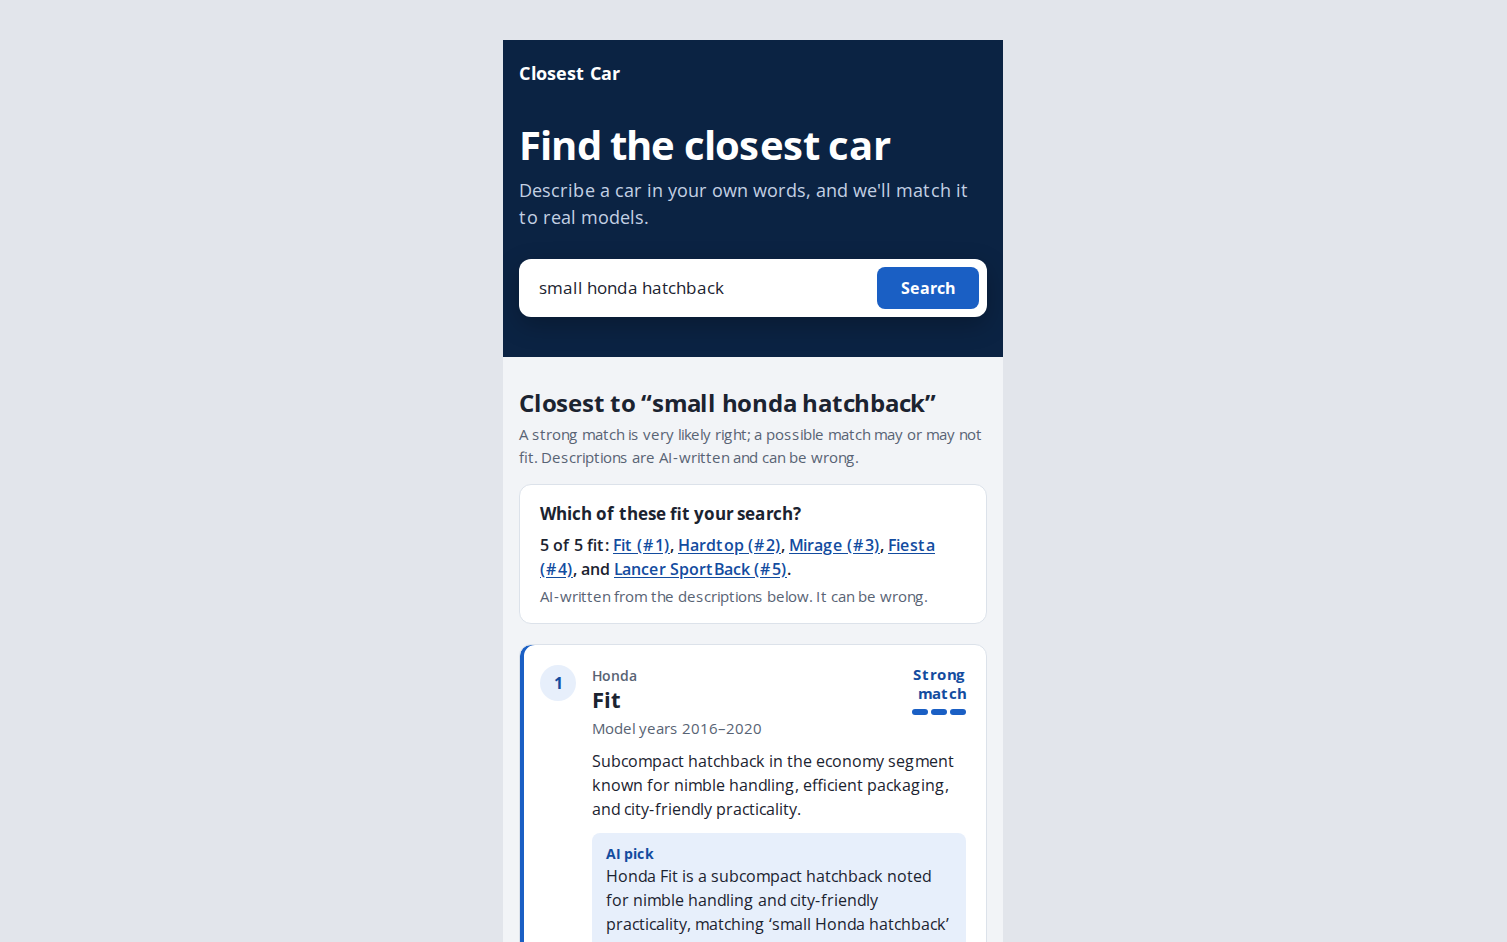 Closest Car
Find the closest car
Describe a car in your own words, and we'll match it
to real models.
small honda hatchback
Search
Closest to “small honda hatchback”
A strong match is very likely right; a possible match may or may not
fit. Descriptions are AI-written and can be wrong.
Which of these fit your search?
5 of 5 fit: Fit (#1), Hardtop (#2), Mirage (#3), Fiesta
(#4), and Lancer SportBack (#5).
AI-written from the descriptions below. It can be wrong.
1
Honda
Fit
Model years 2016–2020
Strong
match
Subcompact hatchback in the economy segment
known for nimble handling, efficient packaging,
and city-friendly practicality.
AI pick
Honda Fit is a subcompact hatchback noted
for nimble handling and city-friendly
practicality, matching ‘small Honda hatchback’